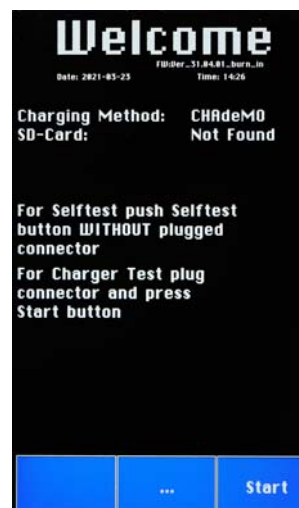 Welcome
FW:Ver_31.04.01_burn_in
Date: 2021-03-23 Time: 14:26
Charging Method: CHAdeMO
SD-Card: Not Found
For Selftest push Selftest
button WITHOUT plugged
connector
For Charger Test plug
connector and press
Start button
... Start